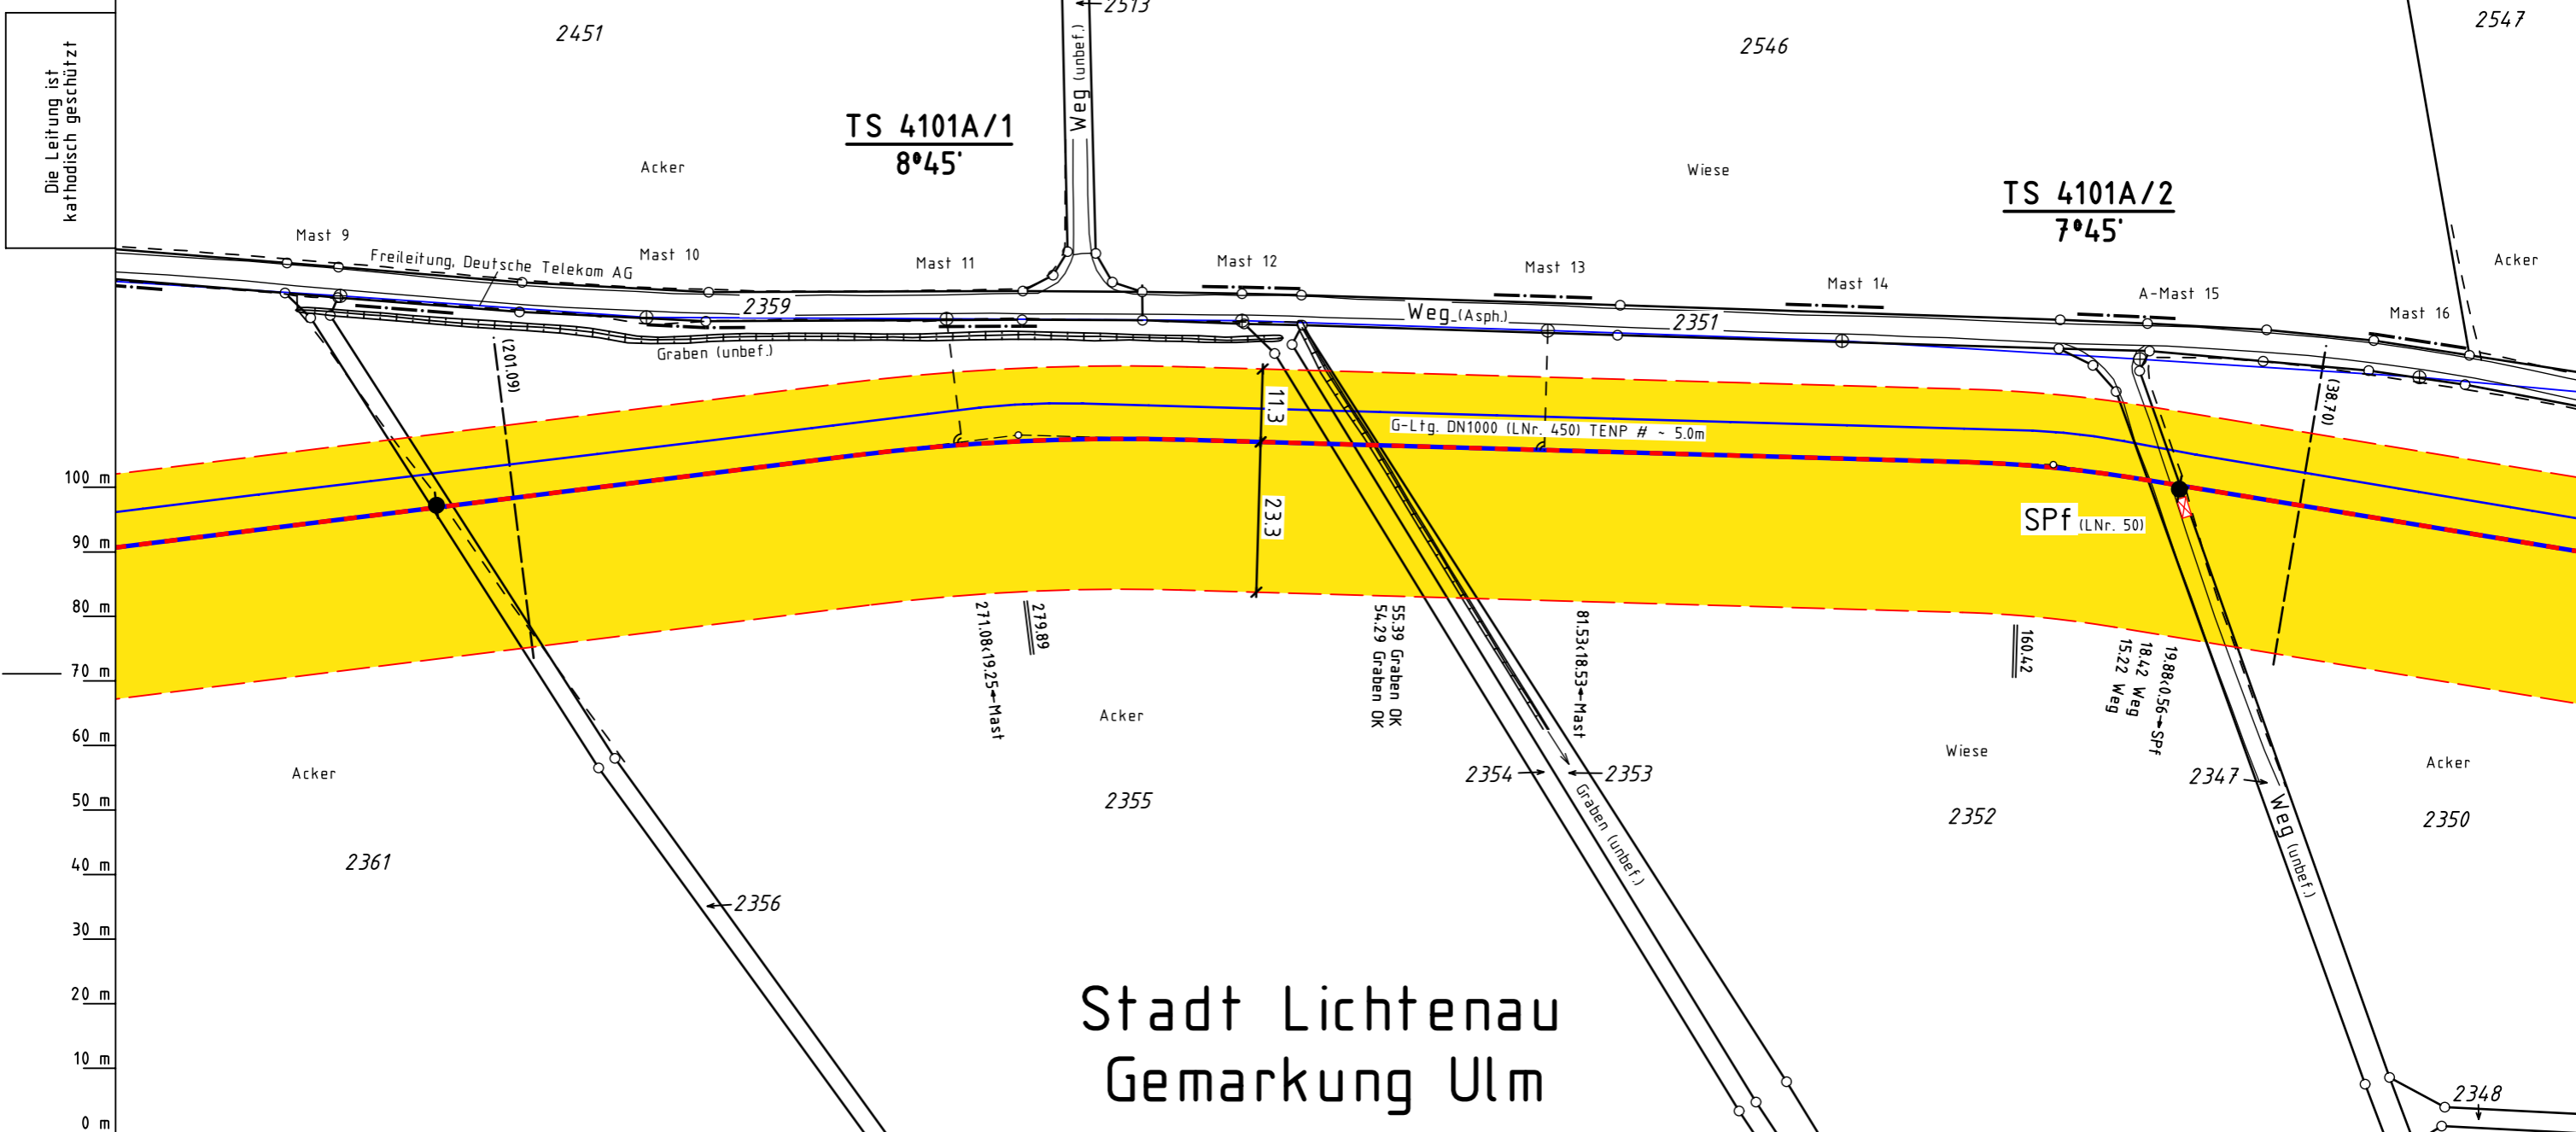 Die Leitung ist
kathodisch geschützt
2451
2513
2546
2547
Weg (unbef.)
TS 4101A/1
8°45'
Acker
Wiese
TS 4101A/2
7°45'
Acker
Mast 9
Freileitung, Deutsche Telekom AG
Mast 10
Mast 11
Mast 12
Mast 13
Mast 14
A-Mast 15
Mast 16
2359
Weg (Asph.)
2351
Graben (unbef.)
(201.09)
(38.70)
11.3
G-Ltg. DN1000 (LNr. 450) TENP # ~ 5.0m
23.3
SPf (LNr. 50)
100 m
90 m
80 m
70 m
60 m
50 m
40 m
30 m
20 m
10 m
0 m
271.08<19.25→Mast
279.89
55.39 Graben OK
54.29 Graben OK
81.53<18.53→Mast
160.42
19.88<0.56→SPf
18.42 Weg
15.22 Weg
Acker
Acker
Wiese
Acker
2361
2355
2354
2353
2352
2347
2350
Graben (unbef.)
Weg (unbef.)
2356
Stadt Lichtenau
Gemarkung Ulm
2348